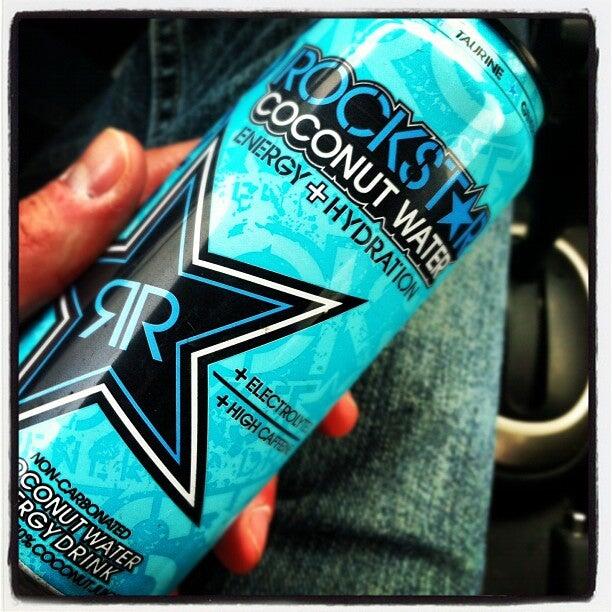 TAURINE
ROCKSTAR
COCONUT WATER
ENERGY + HYDRATION
RR
+ ELECTROLYTES
+ HIGH CAFFEINE
NON-CARBONATED
COCONUT WATER
ENERGY DRINK